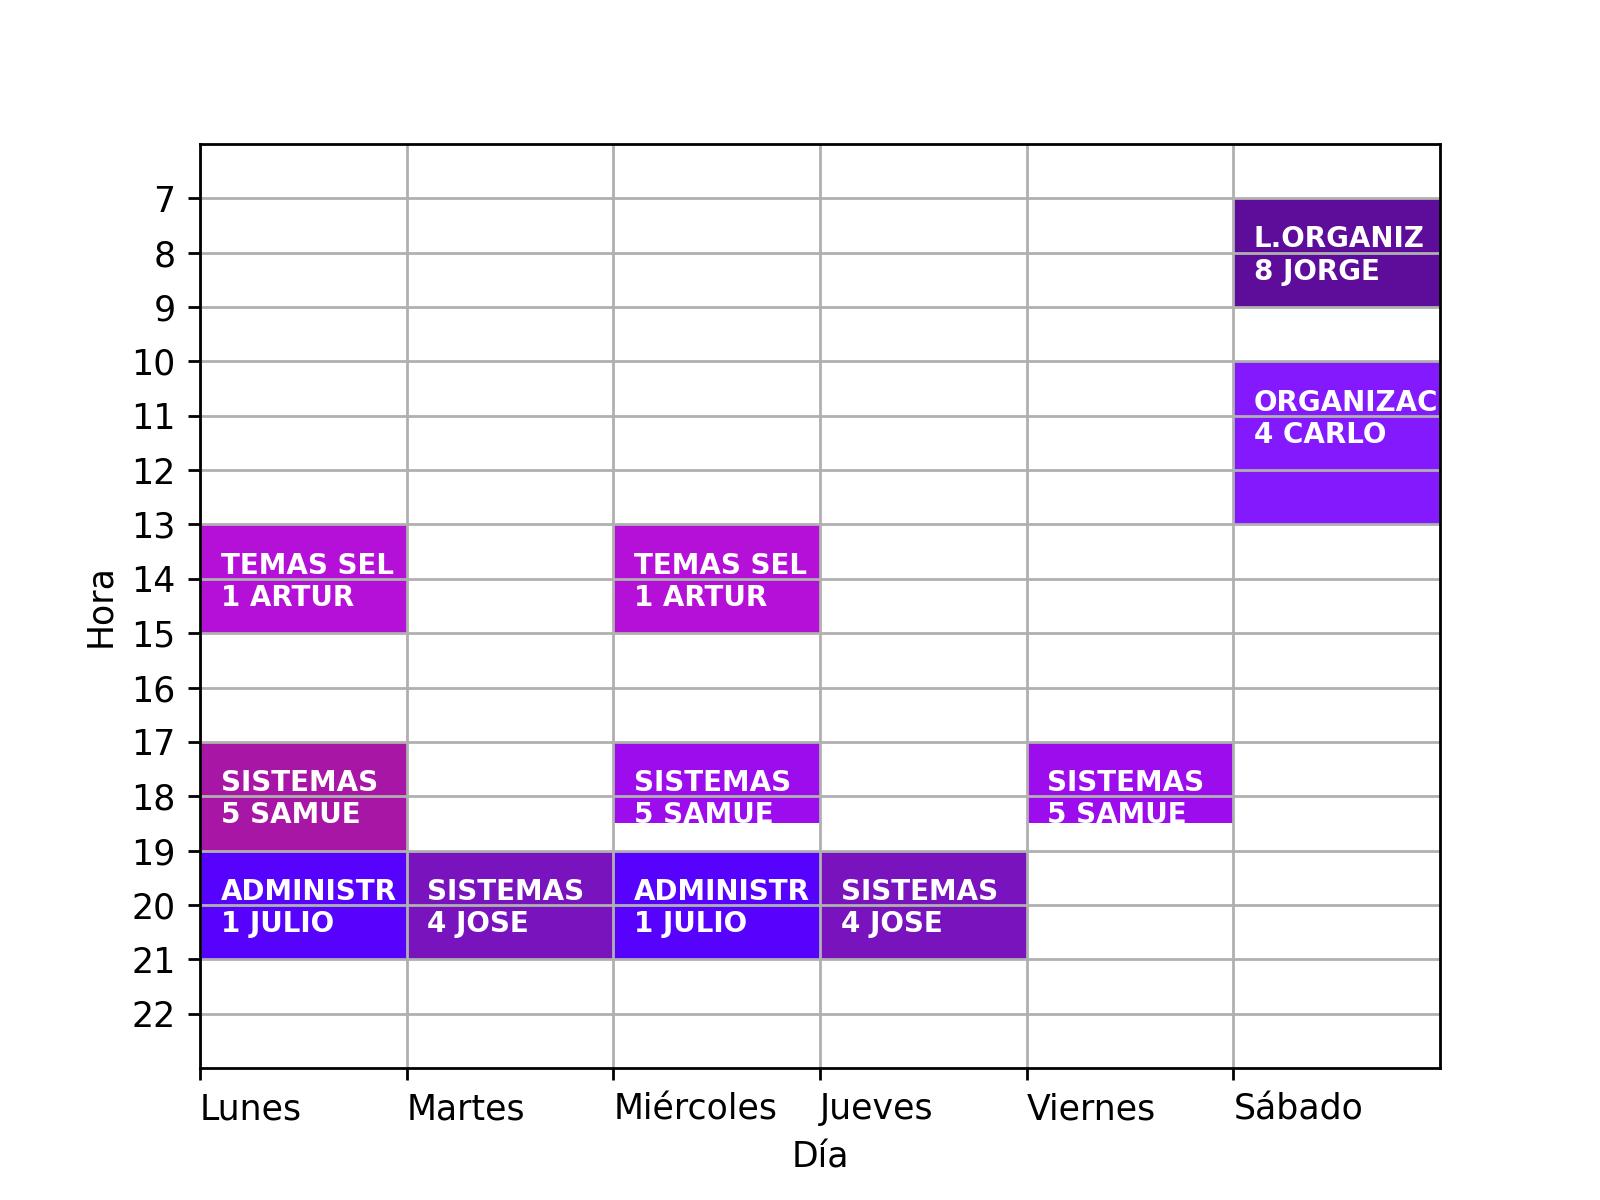 7
L.ORGANIZ
8 JORGE
8
9
10
ORGANIZAC
4 CARLO
11
12
13
TEMAS SEL
1 ARTUR
TEMAS SEL
1 ARTUR
14
15
16
17
SISTEMAS
5 SAMUE
SISTEMAS
5 SAMUE
SISTEMAS
5 SAMUE
18
19
ADMINISTR
1 JULIO
SISTEMAS
4 JOSE
ADMINISTR
1 JULIO
SISTEMAS
4 JOSE
20
21
22
Hora
Lunes Martes Miércoles Jueves Viernes Sábado
Día